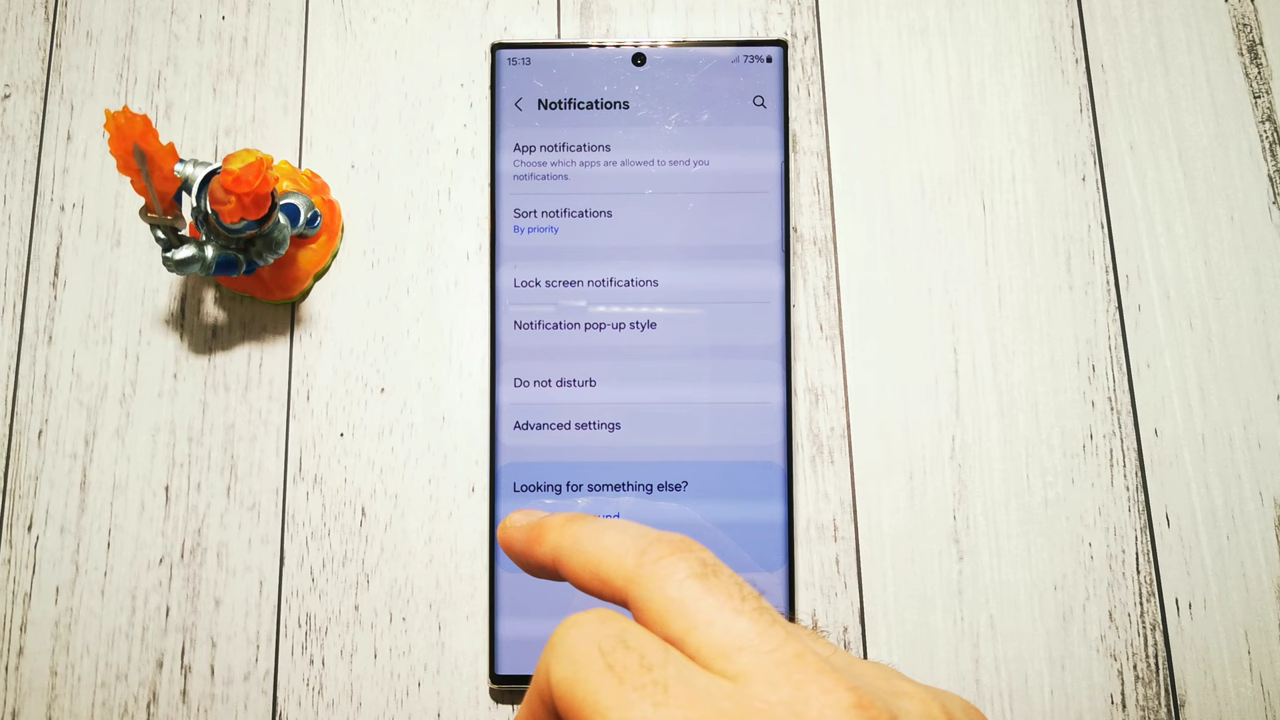 15:13
73%
Notifications
App notifications
Choose which apps are allowed to send you
notifications.
Sort notifications
By priority
Lock screen notifications
Notification pop-up style
Do not disturb
Advanced settings
Looking for something else?